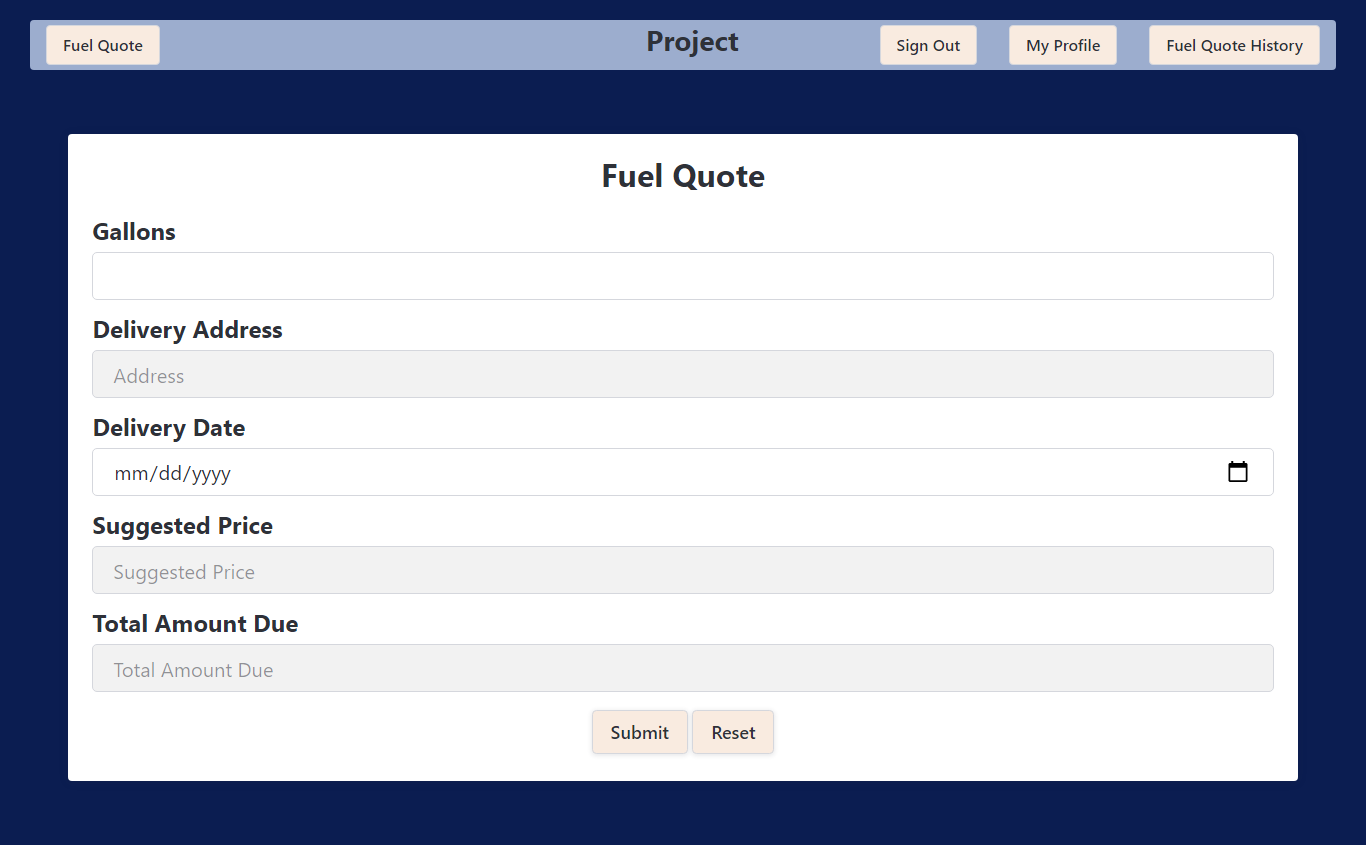 Fuel Quote Project Sign Out My Profile Fuel Quote History
Fuel Quote
Gallons
Delivery Address
Address
Delivery Date
mm/dd/yyyy
Suggested Price
Suggested Price
Total Amount Due
Total Amount Due
Submit Reset